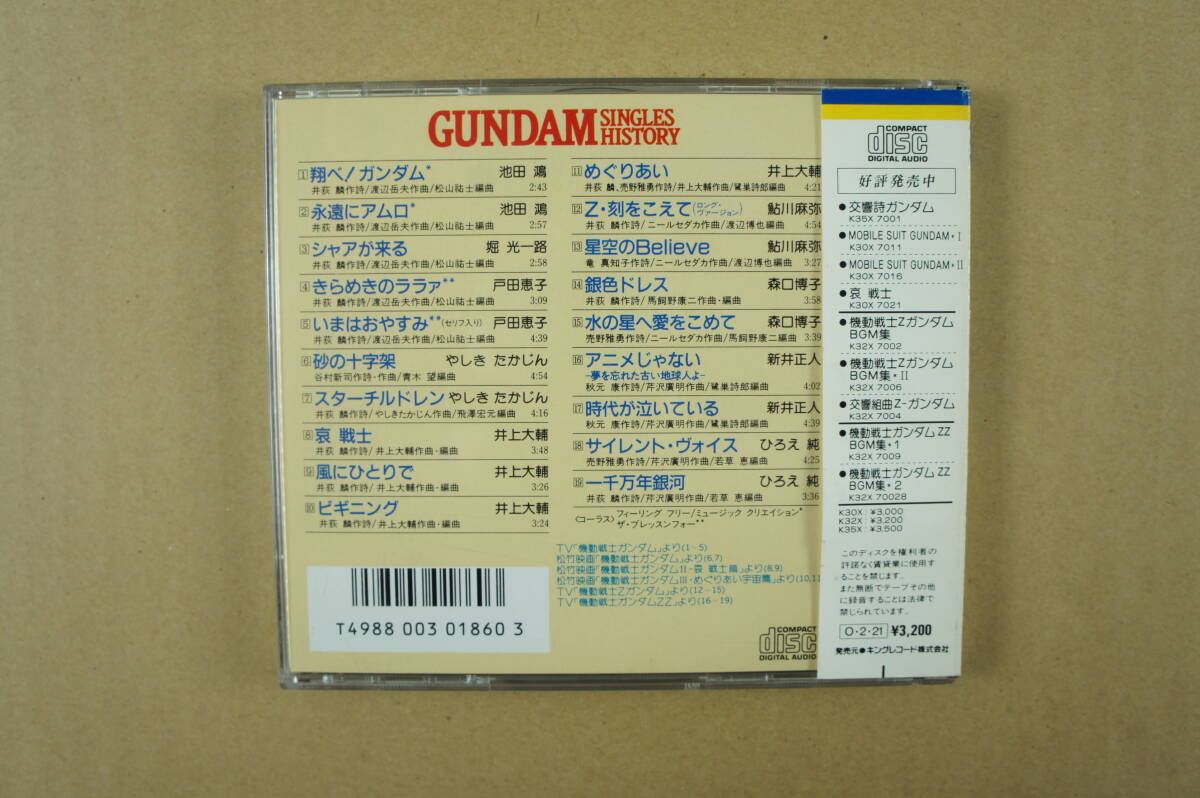 GUNDAM SINGLES HISTORY
1 翔べ!ガンダム* 池田 鴻
井荻 麟作詩/渡辺岳夫作曲/松山祐士編曲 2:43
2 永遠にアムロ* 池田 鴻
井荻 麟作詩/渡辺岳夫作曲/松山祐士編曲 2:57
3 シャアが来る 堀 光一路
井荻 麟作詩/渡辺岳夫作曲/松山祐士編曲 2:58
4 きらめきのララァ** 戸田恵子
井荻 麟作詩/渡辺岳夫作曲/松山祐士編曲 3:09
5 いまはおやすみ**(セリフ入り) 戸田恵子
井荻 麟作詩/渡辺岳夫作曲/松山祐士編曲 4:39
6 砂の十字架 やしき たかじん
谷村新司作詩・作曲/青木 望編曲 4:54
7 スターチルドレン やしき たかじん
井荻 麟作詩/やしきたかじん作曲/飛澤宏元編曲 4:16
8 哀 戦士 井上大輔
井荻 麟作詩/井上大輔作曲・編曲 3:48
9 風にひとりで 井上大輔
井荻 麟作詩/井上大輔作曲・編曲 3:26
10 ビギニング 井上大輔
井荻 麟作詩/井上大輔作曲・編曲 3:24
11 めぐりあい 井上大輔
井荻 麟、売野雅勇作詩/井上大輔作曲/鷺巣詩郎編曲 4:21
12 Z・刻をこえて(ロング・ヴァージョン) 鮎川麻弥
井荻 麟作詩/ニールセダカ作曲/渡辺博也編曲 4:54
13 星空のBelieve 鮎川麻弥
竜 真知子作詩/ニールセダカ作曲/渡辺博也編曲 3:27
14 銀色ドレス 森口博子
井荻 麟作詩/馬飼野康二作曲・編曲 3:58
15 水の星へ愛をこめて 森口博子
売野雅勇作詩/ニールセダカ作曲/馬飼野康二編曲 3:39
16 アニメじゃない 新井正人
-夢を忘れた古い地球人よ-
秋元 康作詩/芹沢廣明作曲/鷺巣詩郎編曲 4:02
17 時代が泣いている 新井正人
秋元 康作詩/芹沢廣明作曲/鷺巣詩郎編曲 4:39
18 サイレント・ヴォイス ひろえ 純
売野雅勇作詩/芹沢廣明作曲/若草 恵編曲 4:25
19 一千万年銀河 ひろえ 純
井荻 麟作詩/芹沢廣明作曲/若草 恵編曲 3:36
〈コーラス〉フィーリング フリー/ミュージック クリエイション*
ザ・ブレッスンフォー**
TV「機動戦士ガンダム」より(1-5)
松竹映画「機動戦士ガンダム」より(6,7)
松竹映画「機動戦士ガンダムII・哀 戦士篇」より(8,9)
松竹映画「機動戦士ガンダムIII・めぐりあい宇宙篇」より(10,11
TV「機動戦士Zガンダム」より(12-15)
TV「機動戦士ガンダムZZ」より(16-19)
T4988 003 01860 3
COMPACT
disc
DIGITAL AUDIO
COMPACT
disc
DIGITAL AUDIO
好評発売中
●交響詩ガンダム
K35X 7001
●MOBILE SUIT GUNDAM・I
K30X 7011
●MOBILE SUIT GUNDAM・II
K30X 7016
●哀 戦士
K30X 7021
●機動戦士Zガンダム
BGM集
K32X 7002
●機動戦士Zガンダム
BGM集・II
K32X 7006
●交響組曲Z-ガンダム
K32X 7004
●機動戦士ガンダムZZ
BGM集・1
K32X 7009
●機動戦士ガンダムZZ
BGM集・2
K32X 70028
K30X:¥3,000
K32X:¥3,200
K35X:¥3,500
このディスクを権利者の
許諾なく賃貸業に使用す
ることを禁じます。
また無断でテープその他
に録音することは法律で
禁じられています。
O・2・21 ¥3,200
発売元●キングレコード株式会社